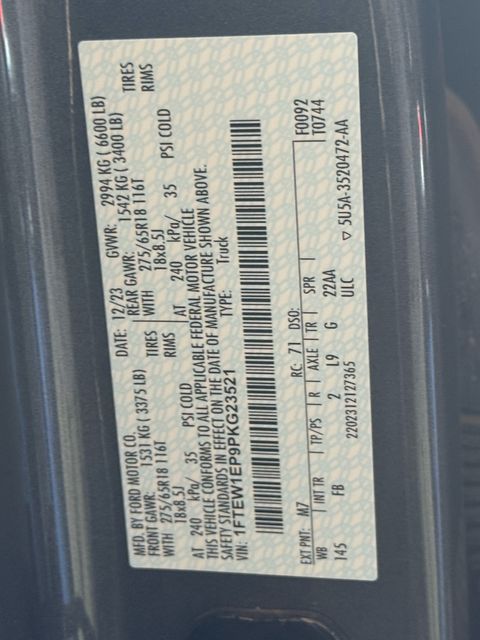 MFD. BY FORD MOTOR CO. DATE: 12/23 GVWR: 2994 KG ( 6600 LB)
FRONT GAWR: 1531 KG ( 3375 LB) REAR GAWR: 1542 KG ( 3400 LB)
WITH 275/65R18 116T TIRES WITH 275/65R18 116T TIRES
18x8.5J RIMS 18x8.5J RIMS
AT 240 kPa/ 35 PSI COLD AT 240 kPa/ 35 PSI COLD
THIS VEHICLE CONFORMS TO ALL APPLICABLE FEDERAL MOTOR VEHICLE
SAFETY STANDARDS IN EFFECT ON THE DATE OF MANUFACTURE SHOWN ABOVE.
VIN: 1FTEW1EP9PKG23521 TYPE: Truck
F0092
EXT PNT: M7 RC: 71 DSO: T0744
WB INT TR TP/PS R AXLE TR SPR
145 FB 2 L9 G 22AA
2202312127365 ULC ▽ 5U5A-3520472-AA